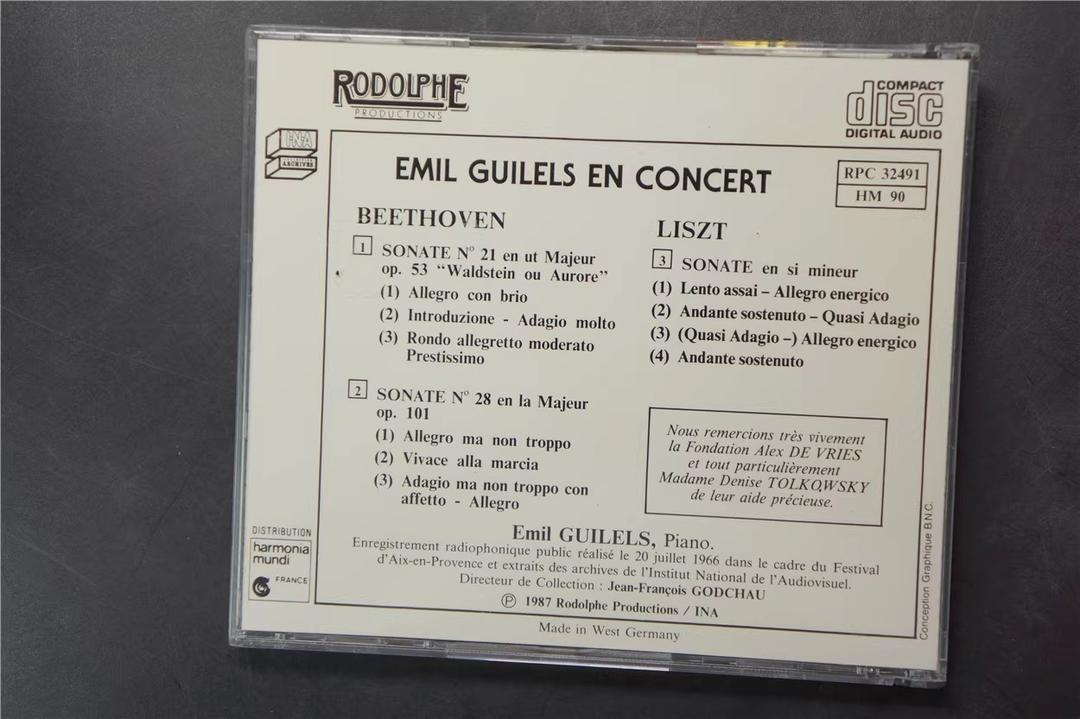 RODOLPHE
PRODUCTIONS
COMPACT
disc
DIGITAL AUDIO
INA
ARCHIVES
EMIL GUILELS EN CONCERT
RPC 32491
HM 90
BEETHOVEN
1 SONATE Nº 21 en ut Majeur
op. 53 “Waldstein ou Aurore”
(1) Allegro con brio
(2) Introduzione - Adagio molto
(3) Rondo allegretto moderato
Prestissimo
2 SONATE Nº 28 en la Majeur
op. 101
(1) Allegro ma non troppo
(2) Vivace alla marcia
(3) Adagio ma non troppo con
affetto - Allegro
LISZT
3 SONATE en si mineur
(1) Lento assai – Allegro energico
(2) Andante sostenuto – Quasi Adagio
(3) (Quasi Adagio –) Allegro energico
(4) Andante sostenuto
Nous remercions très vivement
la Fondation Alex DE VRIES
et tout particulièrement
Madame Denise TOLKOWSKY
de leur aide précieuse.
Emil GUILELS, Piano.
Enregistrement radiophonique public réalisé le 20 juillet 1966 dans le cadre du Festival
d’Aix-en-Provence et extraits des archives de l’Institut National de l’Audiovisuel.
Directeur de Collection : Jean-François GODCHAU
℗ 1987 Rodolphe Productions / INA
Made in West Germany
DISTRIBUTION
harmonia
mundi
FRANCE
Conception Graphique B.N.C.